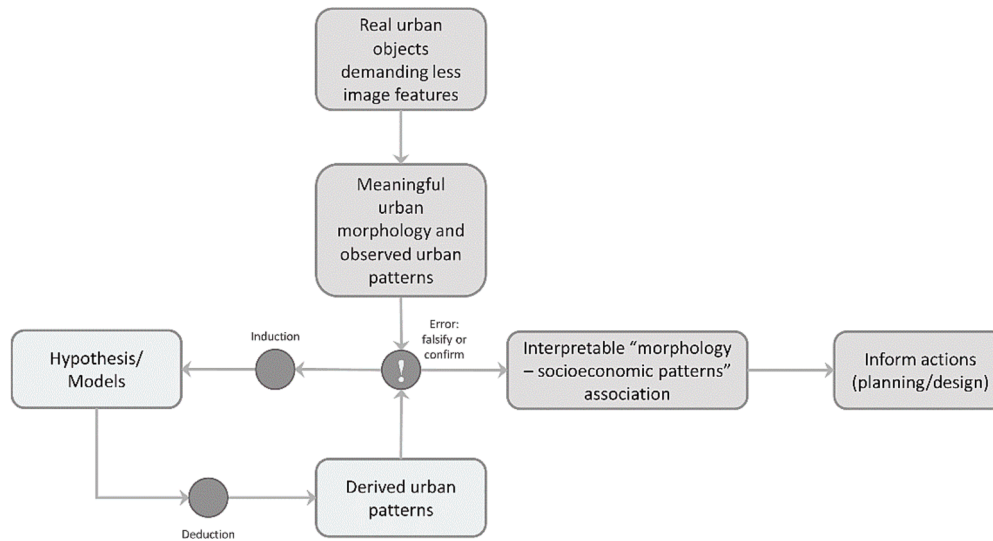 Real urban
objects
demanding less
image features
Meaningful
urban
morphology and
observed urban
patterns
Induction
Error:
falsify or
confirm
Hypothesis/
Models
!
Interpretable “morphology
– socioeconomic patterns”
association
Inform actions
(planning/design)
Derived urban
patterns
Deduction